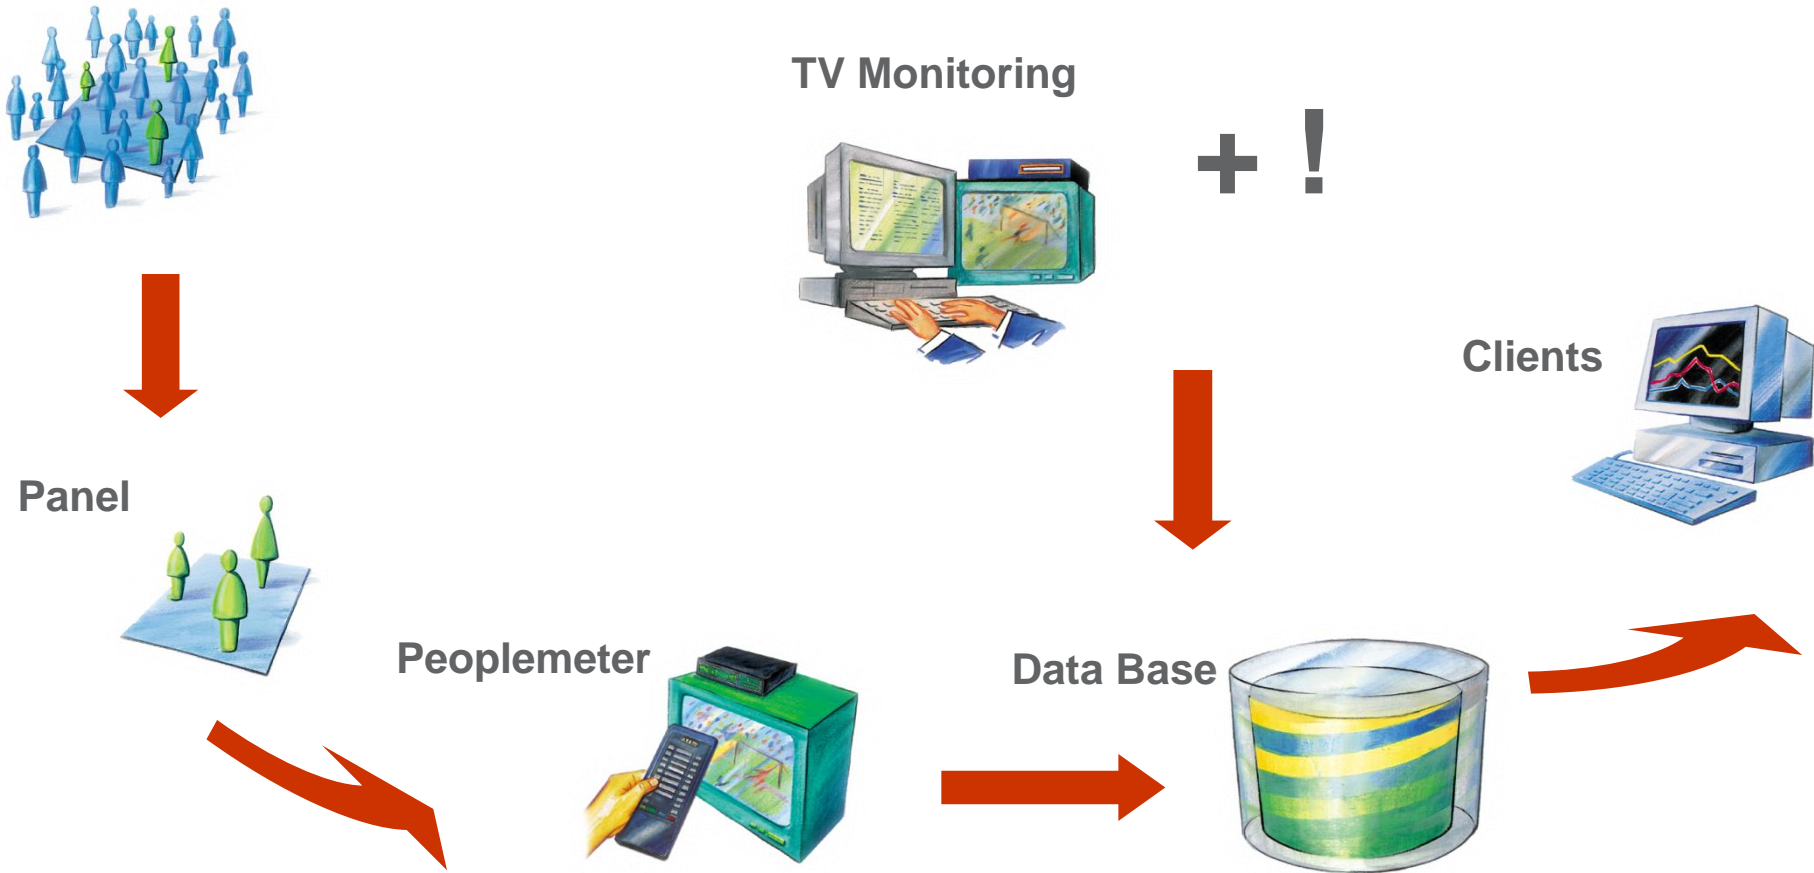 TV Monitoring
+ !
Clients
Panel
Peoplemeter
Data Base